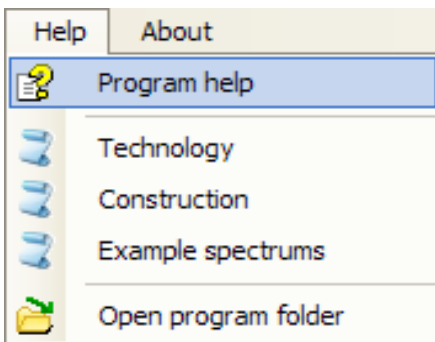 Help About
Program help
Technology
Construction
Example spectrums
Open program folder